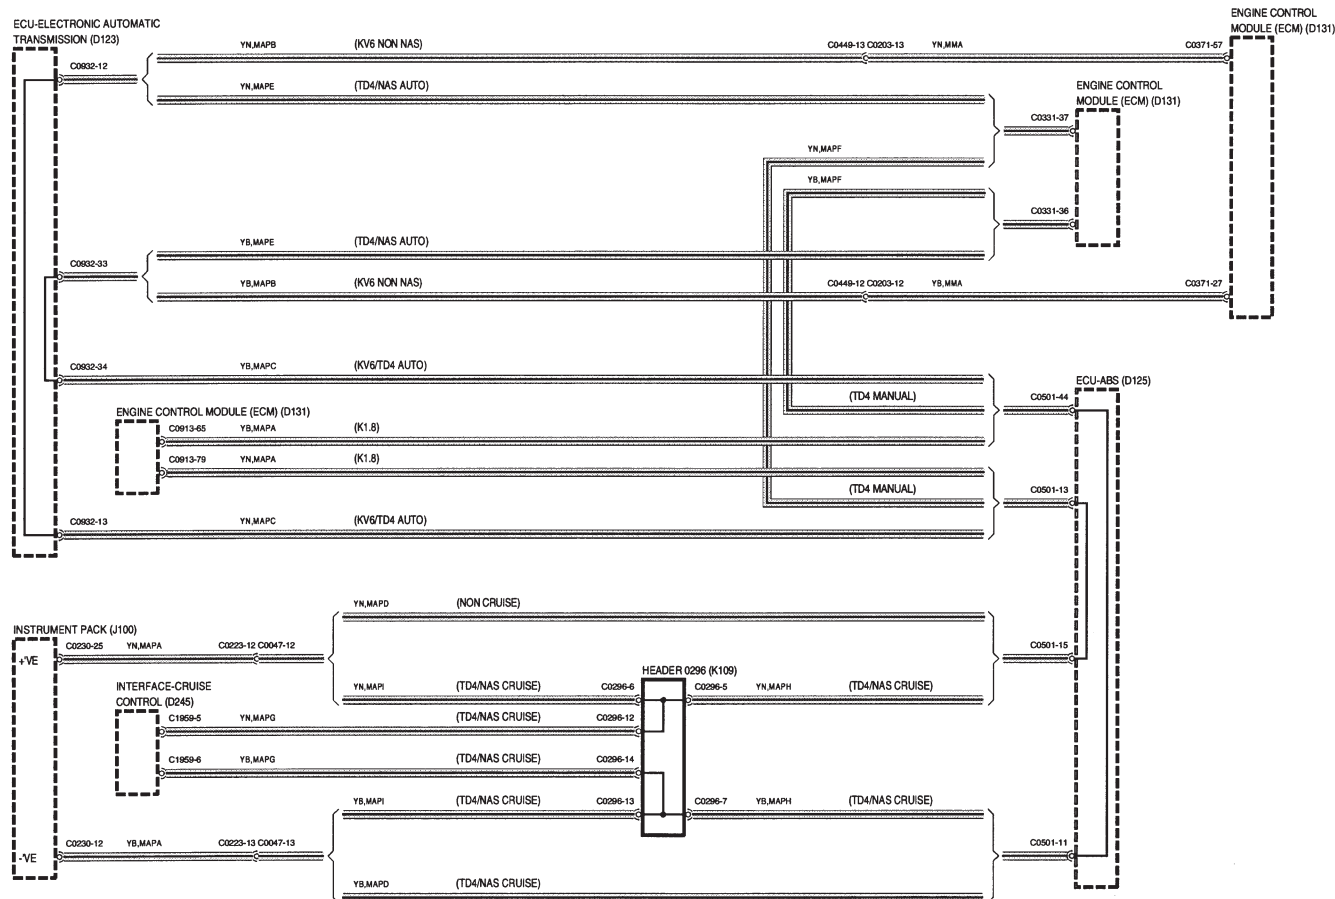 ECU-ELECTRONIC AUTOMATIC
TRANSMISSION (D123)
ENGINE CONTROL
MODULE (ECM) (D131)
C0932-12
YN,MAPB
(KV6 NON NAS)
C0449-13 C0203-13
YN,MMA
C0371-57
YN,MAPE
(TD4/NAS AUTO)
ENGINE CONTROL
MODULE (ECM) (D131)
C0331-37
YN,MAPF
YB,MAPF
C0331-36
YB,MAPE
(TD4/NAS AUTO)
C0932-33
YB,MAPB
(KV6 NON NAS)
C0449-12 C0203-12
YB,MMA
C0371-27
C0932-34
YB,MAPC
(KV6/TD4 AUTO)
ECU-ABS (D125)
(TD4 MANUAL)
C0501-44
ENGINE CONTROL MODULE (ECM) (D131)
C0913-65
YB,MAPA
(K1.8)
C0913-79
YN,MAPA
(K1.8)
(TD4 MANUAL)
C0501-13
C0932-13
YN,MAPC
(KV6/TD4 AUTO)
YN,MAPD
(NON CRUISE)
INSTRUMENT PACK (J100)
+'VE
C0230-25
YN,MAPA
C0223-12 C0047-12
C0501-15
HEADER 0296 (K109)
INTERFACE-CRUISE
CONTROL (D245)
YN,MAPI
(TD4/NAS CRUISE)
C0296-6
C0296-5
YN,MAPH
(TD4/NAS CRUISE)
C1959-5
YN,MAPG
(TD4/NAS CRUISE)
C0296-12
C1959-6
YB,MAPG
(TD4/NAS CRUISE)
C0296-14
YB,MAPI
(TD4/NAS CRUISE)
C0296-13
C0296-7
YB,MAPH
(TD4/NAS CRUISE)
-'VE
C0230-12
YB,MAPA
C0223-13 C0047-13
C0501-11
YB,MAPD
(TD4/NAS CRUISE)